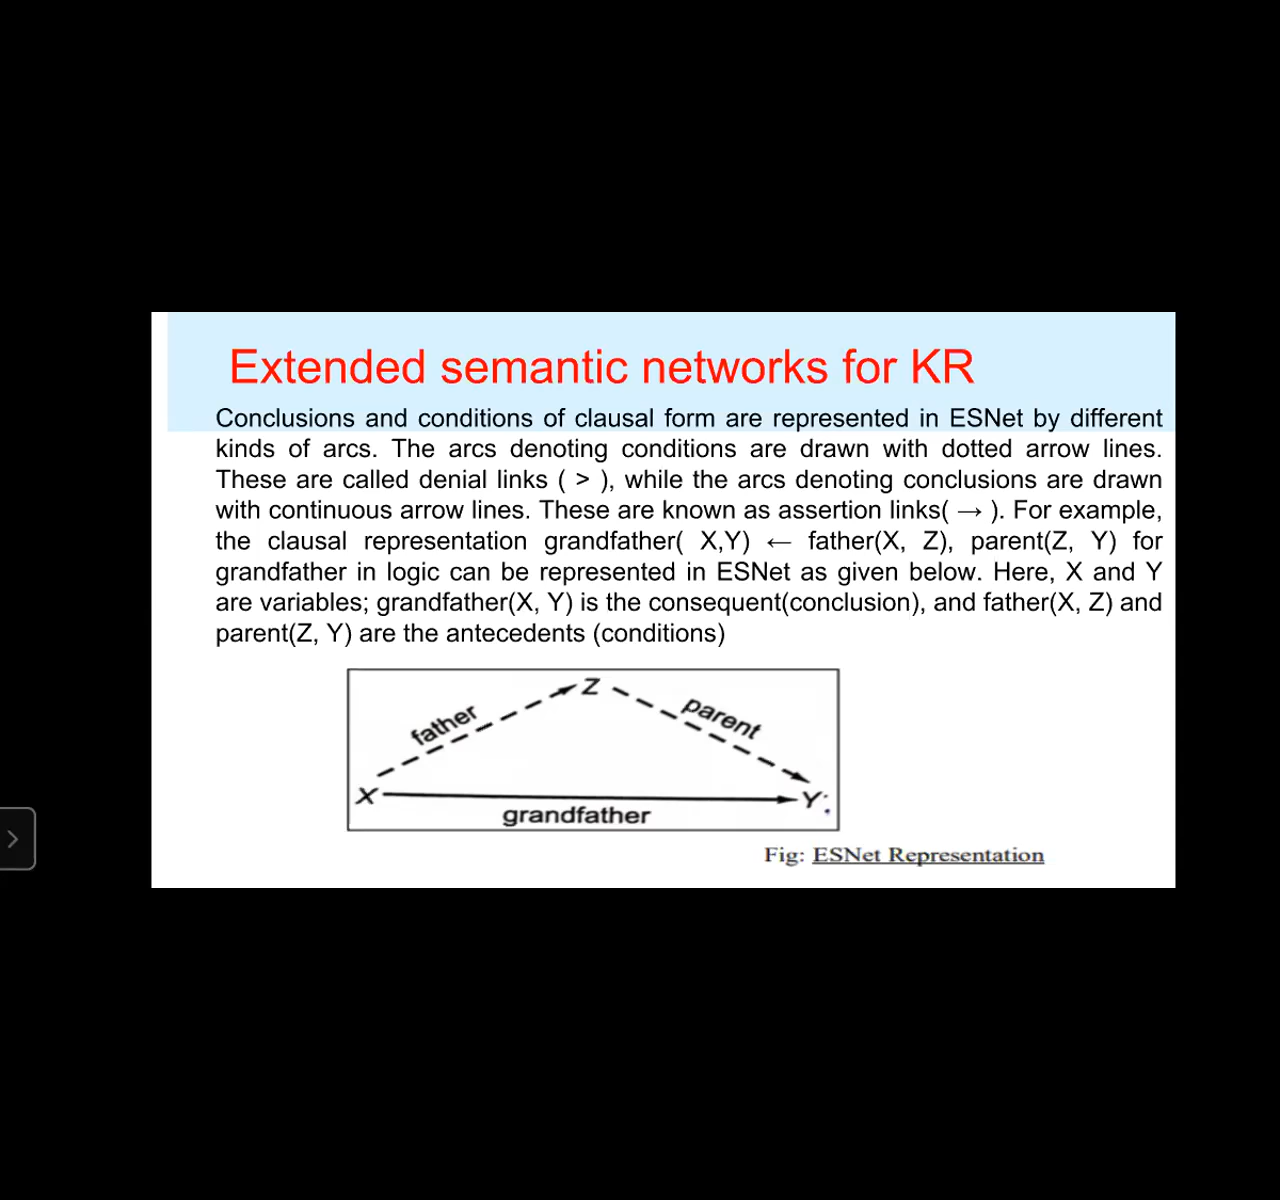 Extended semantic networks for KR
Conclusions and conditions of clausal form are represented in ESNet by different
kinds of arcs. The arcs denoting conditions are drawn with dotted arrow lines.
These are called denial links ( > ), while the arcs denoting conclusions are drawn
with continuous arrow lines. These are known as assertion links( → ). For example,
the clausal representation grandfather( X,Y) ← father(X, Z), parent(Z, Y) for
grandfather in logic can be represented in ESNet as given below. Here, X and Y
are variables; grandfather(X, Y) is the consequent(conclusion), and father(X, Z) and
parent(Z, Y) are the antecedents (conditions)
Z
father
parent
X
Y
grandfather
Fig: ESNet Representation